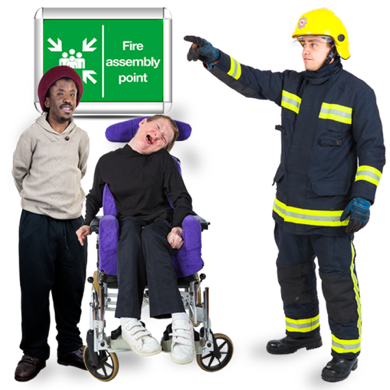 Fire
assembly
point